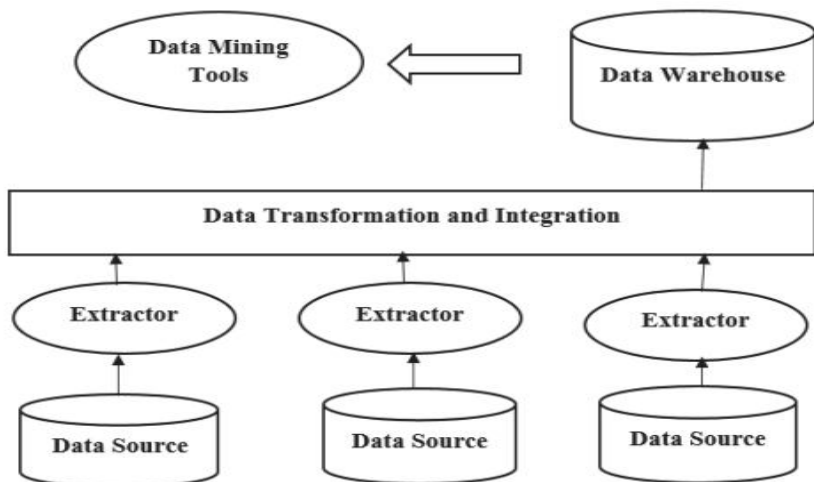 Data Mining
Tools
Data Warehouse
Data Transformation and Integration
Extractor
Extractor
Extractor
Data Source
Data Source
Data Source